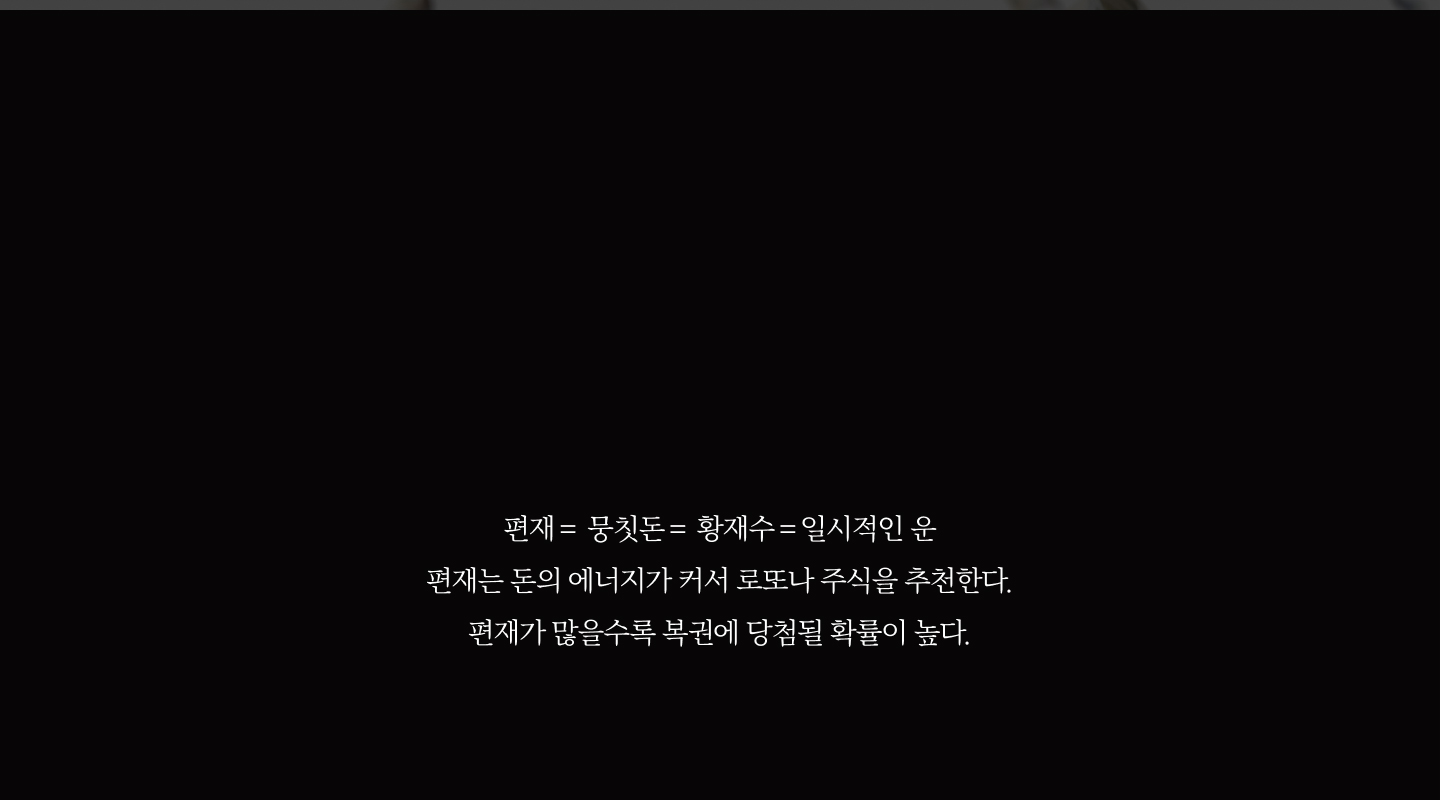 편재 = 뭉칫돈 = 황재수 = 일시적인 운
편재는 돈의 에너지가 커서 로또나 주식을 추천한다.
편재가 많을수록 복권에 당첨될 확률이 높다.